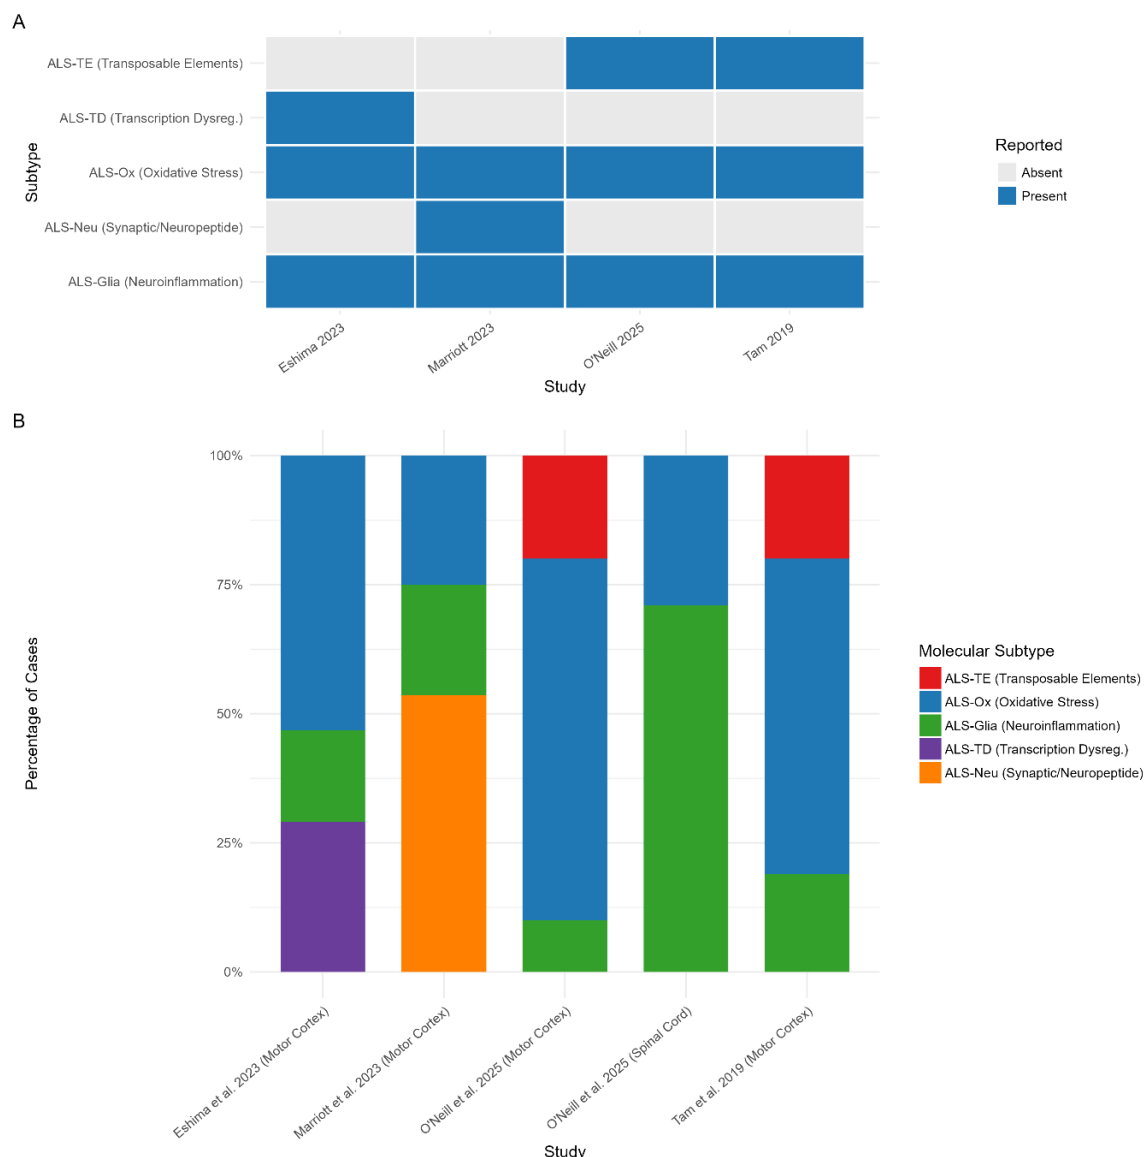 A
ALS-TE (Transposable Elements)
ALS-TD (Transcription Dysreg.)
ALS-Ox (Oxidative Stress)
ALS-Neu (Synaptic/Neuropeptide)
ALS-Glia (Neuroinflammation)
Subtype
Eshima 2023
Marriott 2023
O'Neill 2025
Tam 2019
Study
Reported
Absent
Present
B
100%
75%
50%
25%
0%
Percentage of Cases
Eshima et al. 2023 (Motor Cortex)
Marriott et al. 2023 (Motor Cortex)
O'Neill et al. 2025 (Motor Cortex)
O'Neill et al. 2025 (Spinal Cord)
Tam et al. 2019 (Motor Cortex)
Study
Molecular Subtype
ALS-TE (Transposable Elements)
ALS-Ox (Oxidative Stress)
ALS-Glia (Neuroinflammation)
ALS-TD (Transcription Dysreg.)
ALS-Neu (Synaptic/Neuropeptide)